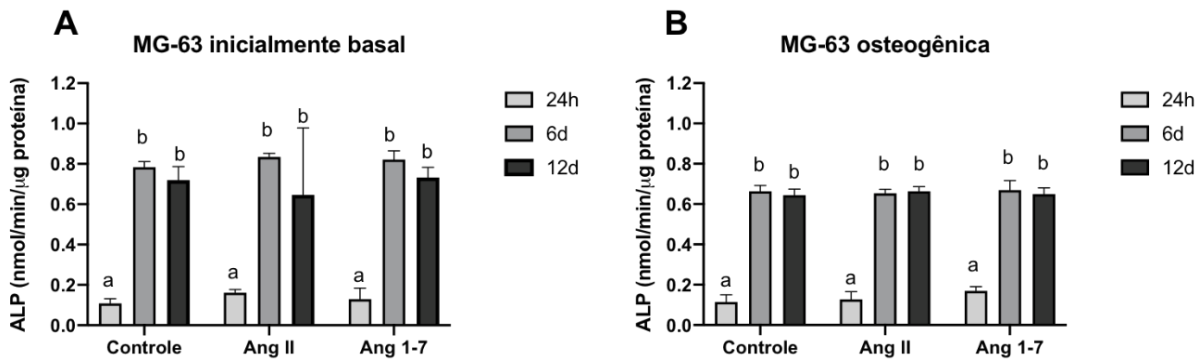 A
MG-63 inicialmente basal
ALP (nmol/min/µg proteína)
1.2
1.0
0.8
0.6
0.4
0.2
0.0
a b b
a b b
a b b
Controle Ang II Ang 1-7
24h
6d
12d
B
MG-63 osteogênica
ALP (nmol/min/µg proteína)
1.2
1.0
0.8
0.6
0.4
0.2
0.0
a b b
a b b
a b b
Controle Ang II Ang 1-7
24h
6d
12d